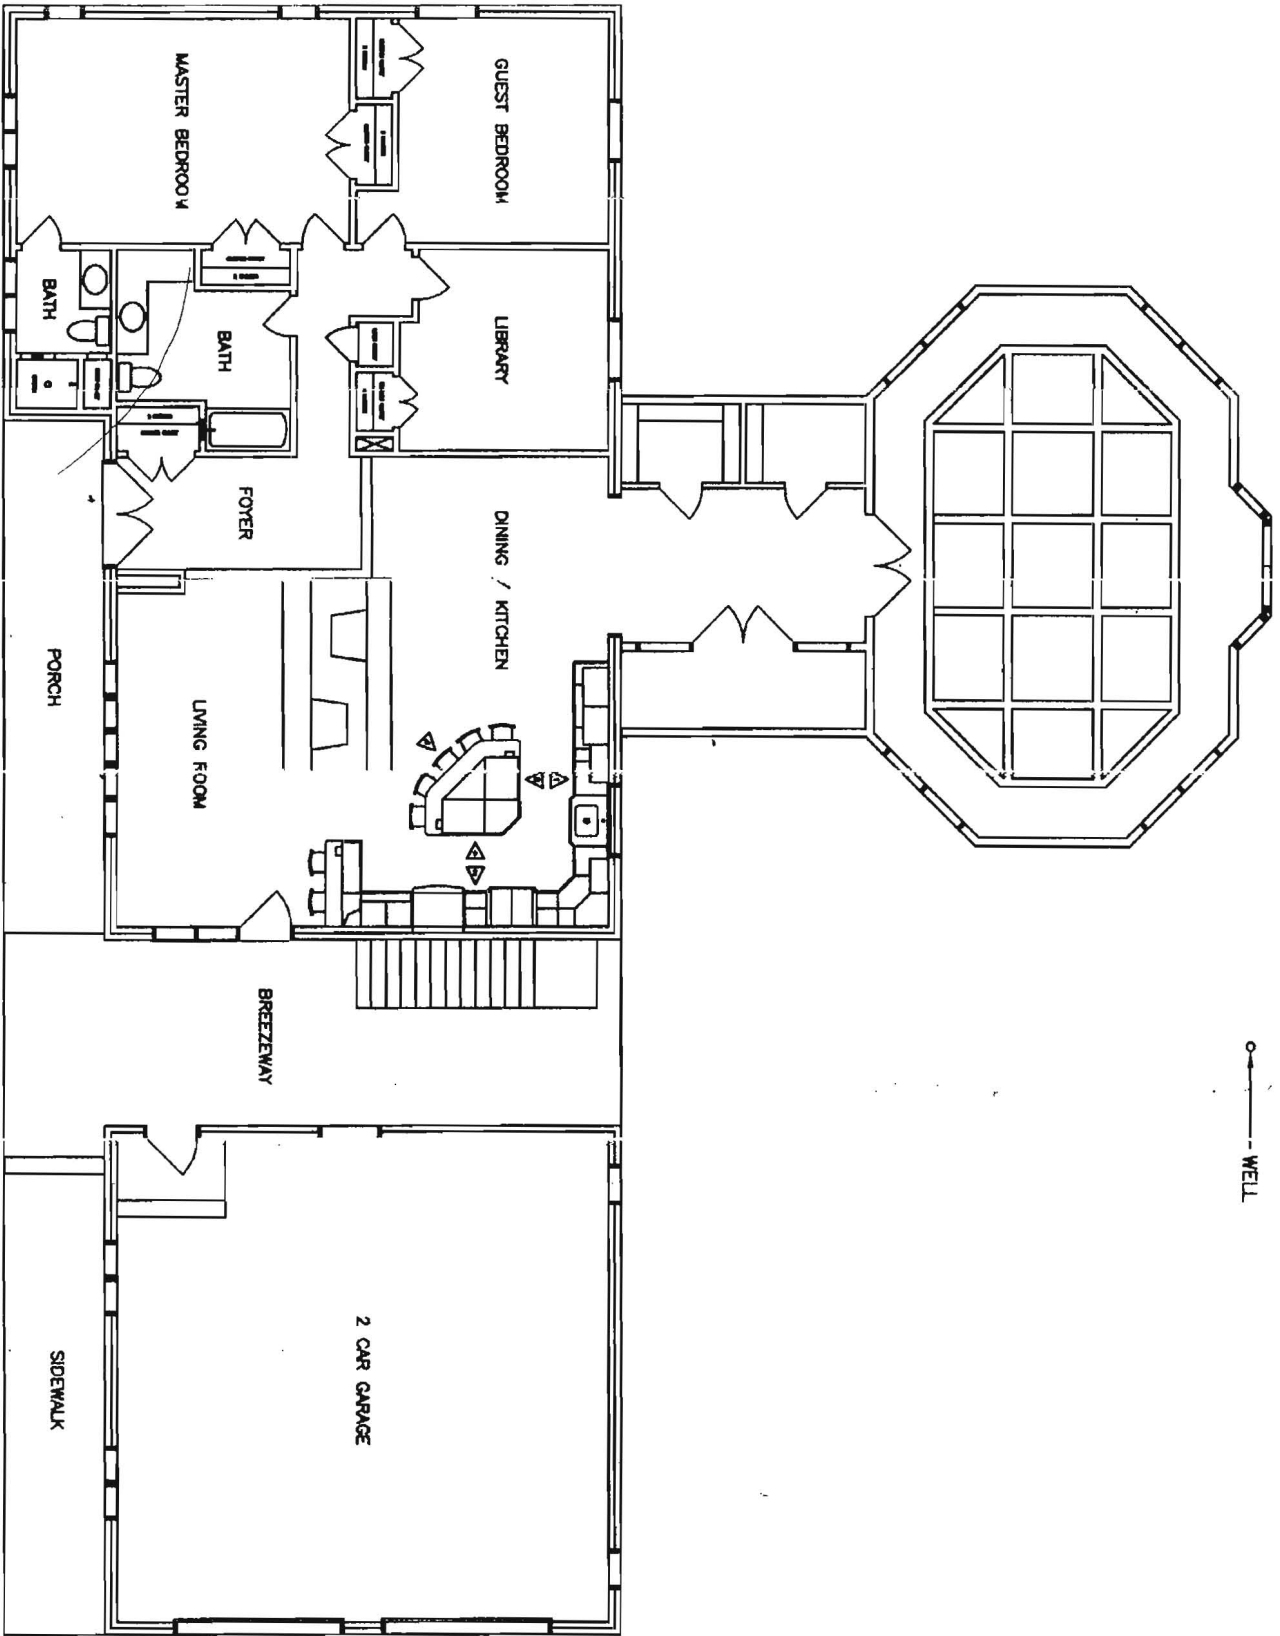 GUEST BEDROOM
MASTER BEDROOM
LIBRARY
BATH
BATH
FOYER
DINING / KITCHEN
LIVING ROOM
PORCH
BREEZEWAY
WELL
2 CAR GARAGE
SIDEWALK